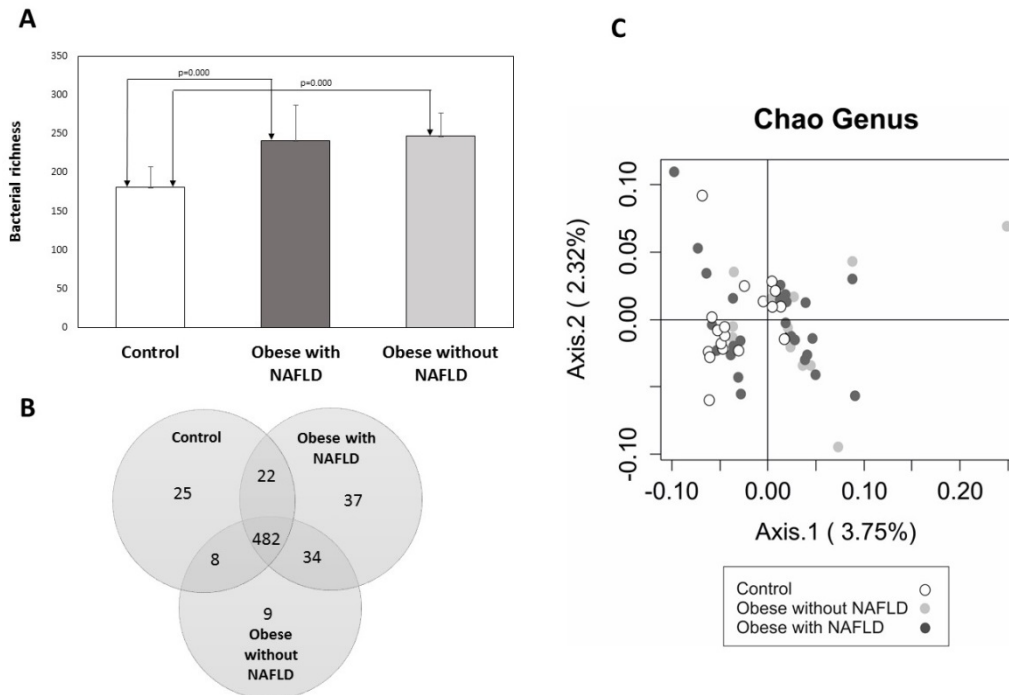 A
350
300
250
200
150
100
50
0
Bacterial richness
p=0.000
p=0.000
Control
Obese with
NAFLD
Obese without
NAFLD
B
Control
Obese with
NAFLD
25
22
37
482
8
34
9
Obese
without
NAFLD
C
Chao Genus
0.10
0.05
0.00
-0.10
Axis.2 ( 2.32%)
-0.10
0.00
0.10
0.20
Axis.1 ( 3.75%)
Control
Obese without NAFLD
Obese with NAFLD